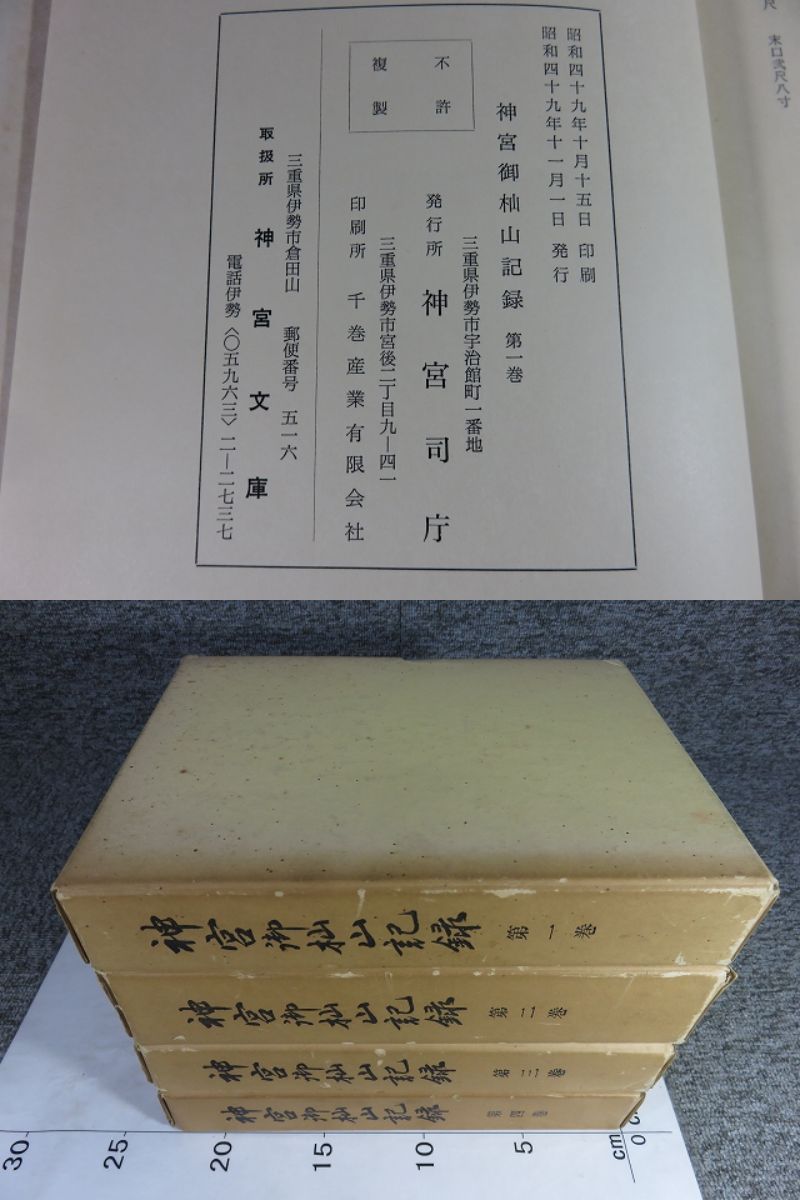 尺　末口弐尺八寸
昭和四十九年十月十五日　印刷
昭和四十九年十一月一日　発行
神宮御杣山記録　第一巻
三重県伊勢市宇治館町一番地
発行所　神宮司庁
三重県伊勢市宮後二丁目九―四一
印刷所　千巻産業有限会社
不許
複製
三重県伊勢市倉田山　郵便番号　五一六
取扱所　神宮文庫
電話伊勢〈〇五九六三〉二―二七三七
神宮御杣山記録　第一巻
神宮御杣山記録　第二巻
神宮御杣山記録　第三巻
神宮御杣山記録　第四巻
30 25 20 15 10 5 cm 0